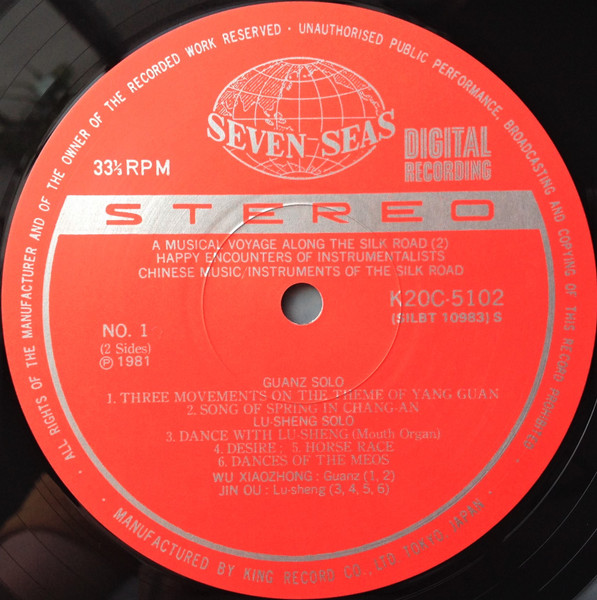 · ALL RIGHTS OF THE MANUFACTURER AND OF THE OWNER OF THE RECORDED WORK RESERVED · UNAUTHORISED PUBLIC PERFORMANCE, BROADCASTING AND COPYING OF THIS RECORD PROHIBITED ·
SEVEN SEAS
DIGITAL
RECORDING
33⅓ RPM
STEREO
A MUSICAL VOYAGE ALONG THE SILK ROAD (2)
HAPPY ENCOUNTERS OF INSTRUMENTALISTS
CHINESE MUSIC/INSTRUMENTS OF THE SILK ROAD
K20C-5102
[SILBT 10983] S
NO. 1
(2 Sides)
Ⓟ 1981
GUANZ SOLO
1. THREE MOVEMENTS ON THE THEME OF YANG GUAN
2. SONG OF SPRING IN CHANG-AN
LU-SHENG SOLO
3. DANCE WITH LU-SHENG (Mouth Organ)
4. DESIRE; 5. HORSE RACE
6. DANCES OF THE MEOS
WU XIAOZHONG : Guanz (1, 2)
JIN OU : Lu-sheng (3, 4, 5, 6)
· MANUFACTURED BY KING RECORD CO., LTD TOKYO, JAPAN ·